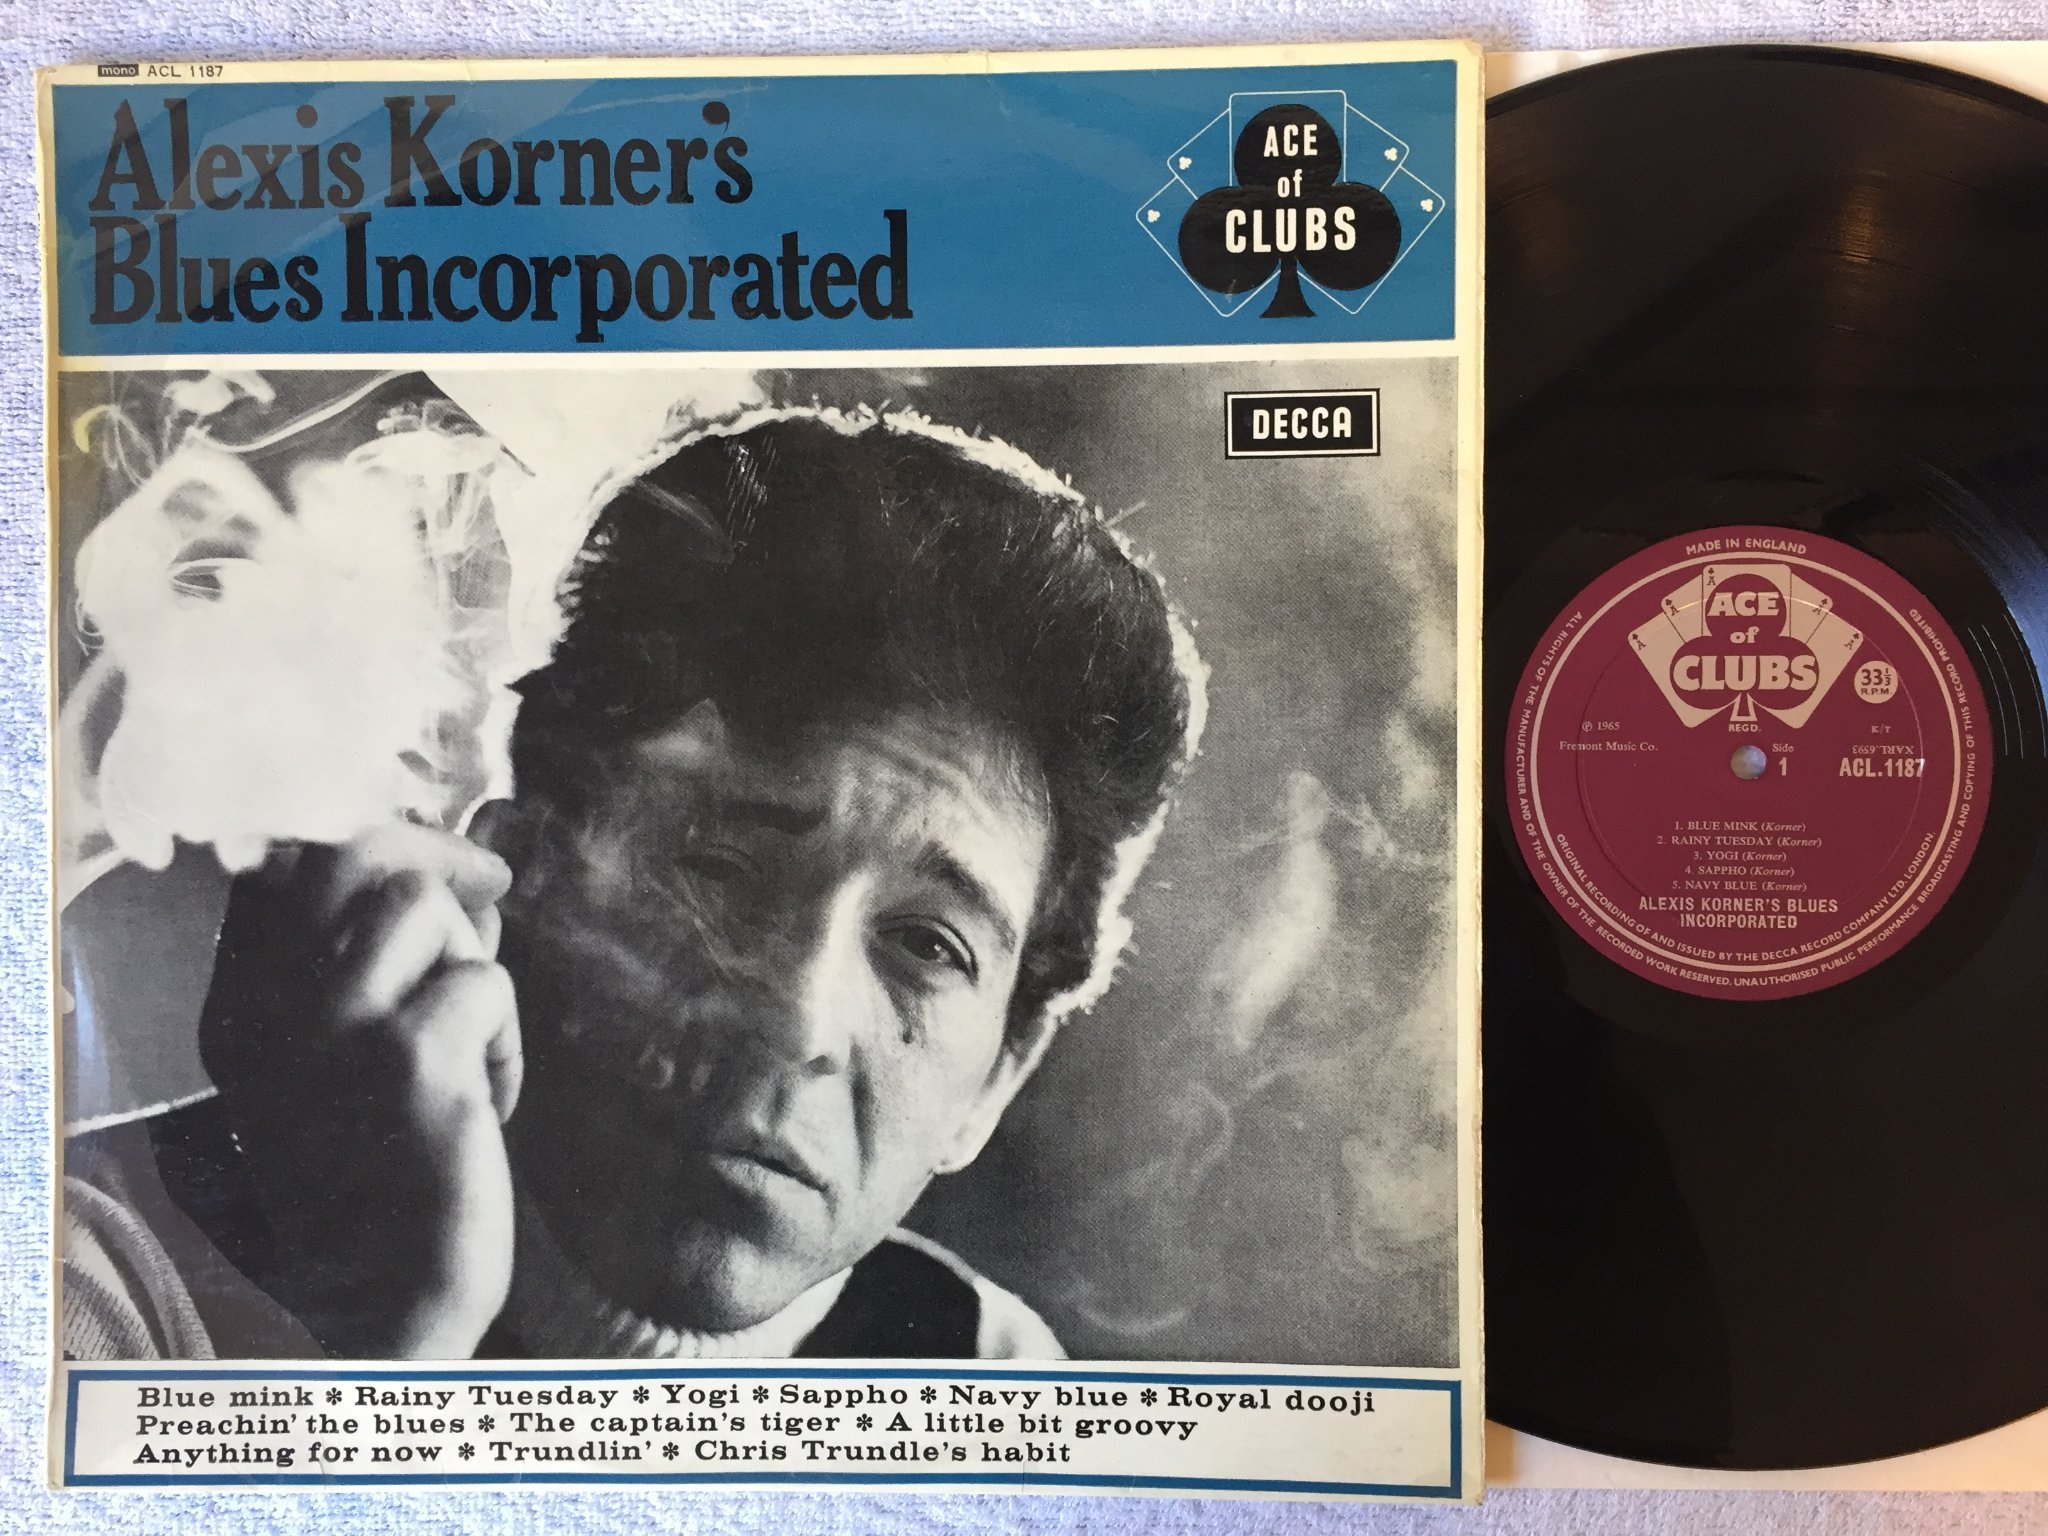 mono ACL 1187
Alexis Korner's
Blues Incorporated
ACE
of
CLUBS
DECCA
Blue mink * Rainy Tuesday * Yogi * Sappho * Navy blue * Royal dooji
Preachin' the blues * The captain's tiger * A little bit groovy
Anything for now * Trundlin' * Chris Trundle's habit
MADE IN ENGLAND
ALL RIGHTS OF THE MANUFACTURER AND OF THE OWNER OF THE RECORDED WORK RESERVED. UNAUTHORISED PUBLIC PERFORMANCE BROADCASTING AND COPYING OF THIS RECORD PROHIBITED
A A A A A
ACE
of
CLUBS
REGD.
33⅓
R.P.M
℗ 1965
Fremont Music Co.
Side
1
K/T
XARL.6593
ACL.1187
1. BLUE MINK (Korner)
2. RAINY TUESDAY (Korner)
3. YOGI (Korner)
4. SAPPHO (Korner)
5. NAVY BLUE (Korner)
ALEXIS KORNER'S BLUES
INCORPORATED
ORIGINAL RECORDING OF AND ISSUED BY THE DECCA RECORD COMPANY LTD. LONDON.